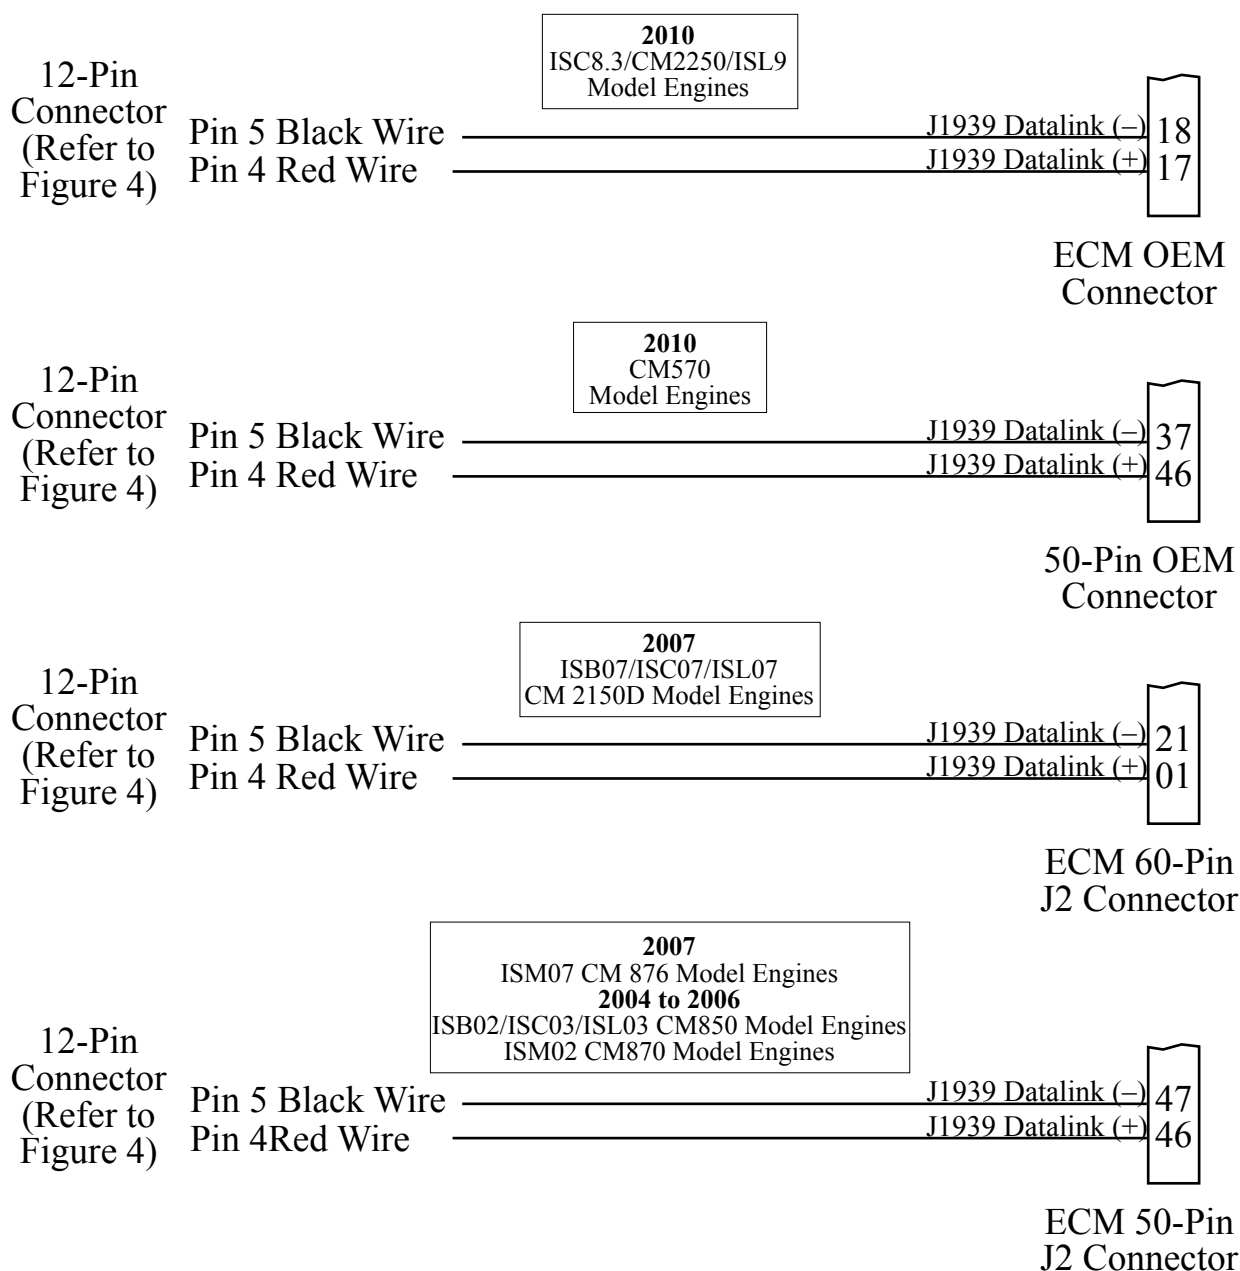 2010
ISC8.3/CM2250/ISL9
Model Engines
12-Pin
Connector
(Refer to
Figure 4)
Pin 5 Black Wire
Pin 4 Red Wire
J1939 Datalink (–)
J1939 Datalink (+)
18
17
ECM OEM
Connector
2010
CM570
Model Engines
12-Pin
Connector
(Refer to
Figure 4)
Pin 5 Black Wire
Pin 4 Red Wire
J1939 Datalink (–)
J1939 Datalink (+)
37
46
50-Pin OEM
Connector
2007
ISB07/ISC07/ISL07
CM 2150D Model Engines
12-Pin
Connector
(Refer to
Figure 4)
Pin 5 Black Wire
Pin 4 Red Wire
J1939 Datalink (–)
J1939 Datalink (+)
21
01
ECM 60-Pin
J2 Connector
2007
ISM07 CM 876 Model Engines
2004 to 2006
ISB02/ISC03/ISL03 CM850 Model Engines
ISM02 CM870 Model Engines
12-Pin
Connector
(Refer to
Figure 4)
Pin 5 Black Wire
Pin 4Red Wire
J1939 Datalink (–)
J1939 Datalink (+)
47
46
ECM 50-Pin
J2 Connector